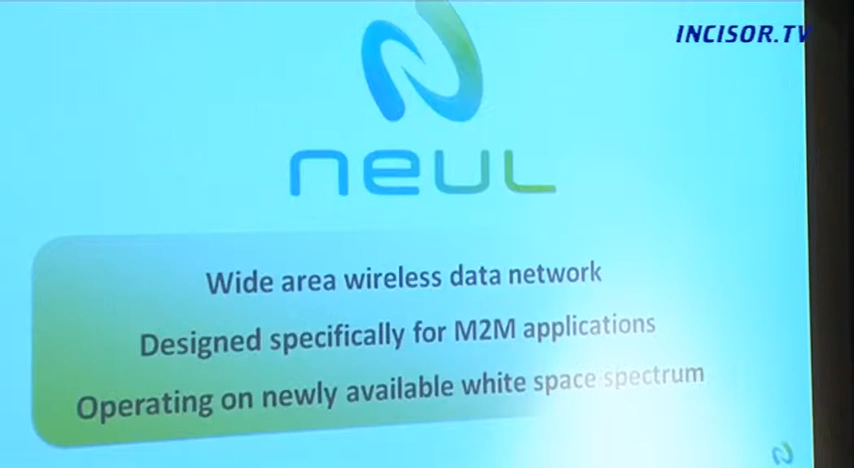 INCISOR.TV
neul
Wide area wireless data network
Designed specifically for M2M applications
Operating on newly available white space spectrum